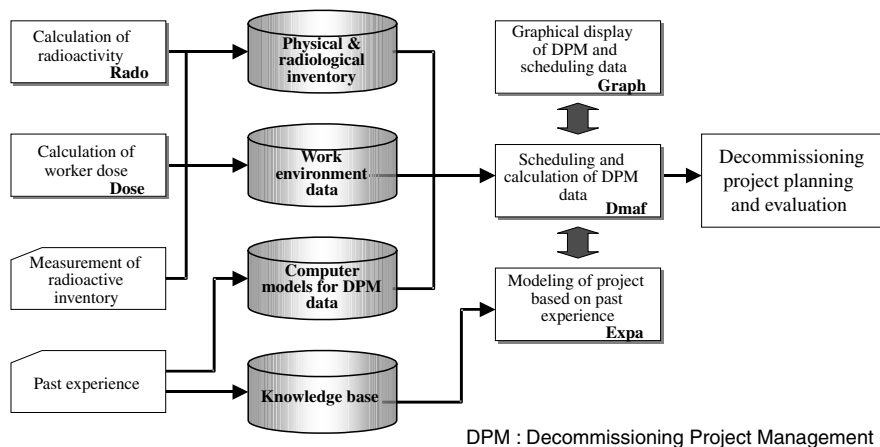 Calculation of
radioactivity
Rado
Physical &
radiological
inventory
Graphical display
of DPM and
scheduling data
Graph
Calculation of
worker dose
Dose
Work
environment
data
Scheduling and
calculation of DPM
data
Dmaf
Decommissioning
project planning
and evaluation
Measurement of
radioactive
inventory
Computer
models for DPM
data
Modeling of project
based on past
experience
Expa
Past experience
Knowledge base
DPM : Decommissioning Project Management